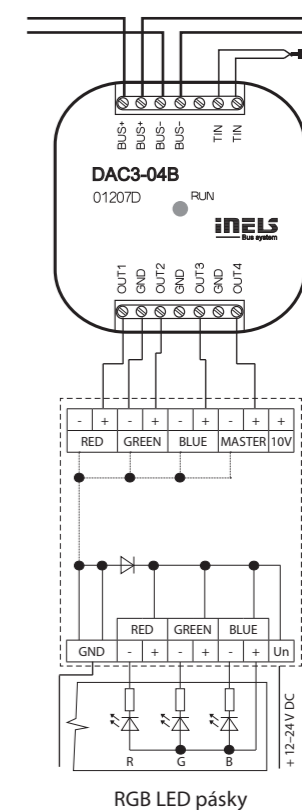 BUS+ BUS+ BUS- BUS- TIN TIN
DAC3-04B
01207D
RUN
iNELS
Bus system
OUT1 GND OUT2 GND OUT3 GND OUT4
- + - + - + - + +
RED GREEN BLUE MASTER 10V
RED GREEN BLUE
GND - + - + - + Un
R G B
+ 12–24 V DC
RGB LED pásky